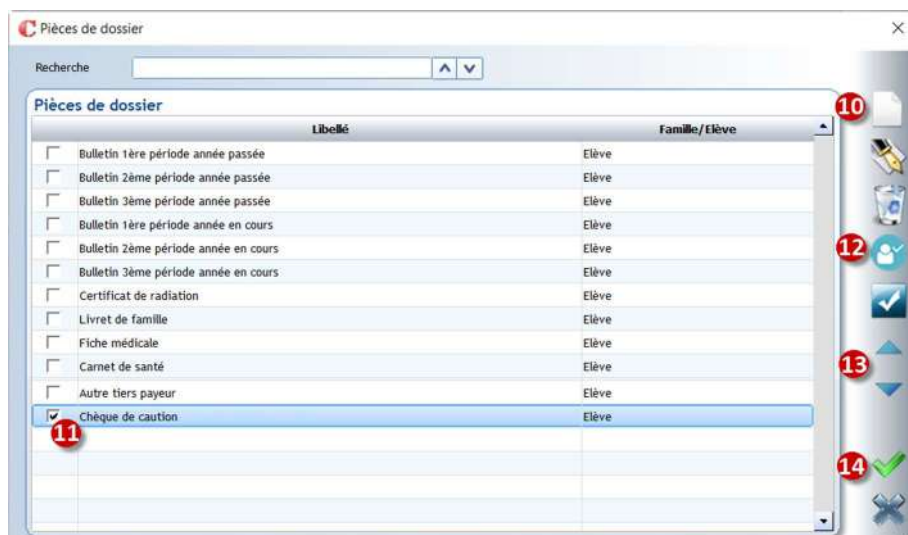 Pièces de dossier
Recherche
Pièces de dossier
Libellé Famille/Elève
Bulletin 1ère période année passée Elève
Bulletin 2ème période année passée Elève
Bulletin 3ème période année passée Elève
Bulletin 1ère période année en cours Elève
Bulletin 2ème période année en cours Elève
Bulletin 3ème période année en cours Elève
Certificat de radiation Elève
Livret de famille Elève
Fiche médicale Elève
Carnet de santé Elève
Autre tiers payeur Elève
Chèque de caution Elève
10
11
12
13
14